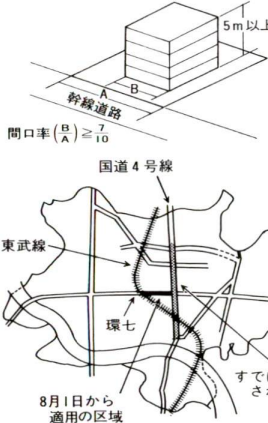 5m以上
A
B
幹線道路
間口率(B/A)≧7/10
国道4号線
東武線
環七
8月1日から
適用の区域
すで
さ